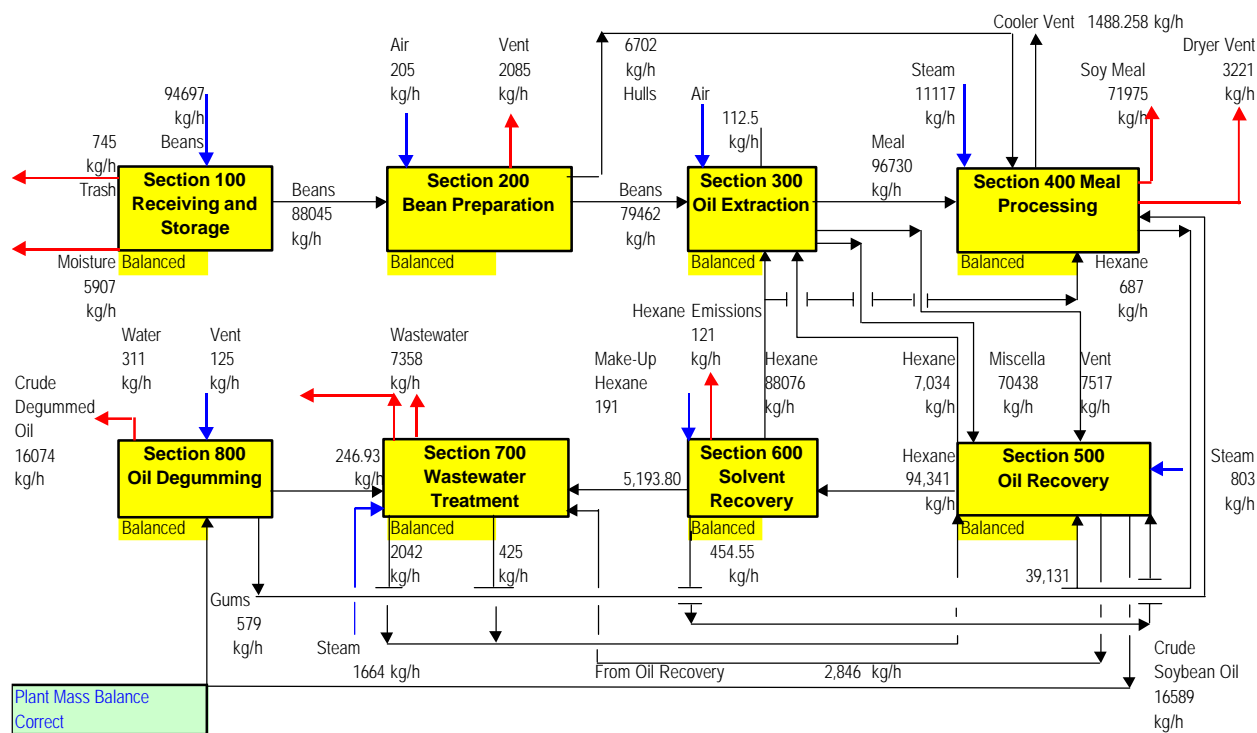 Cooler Vent 1488.258 kg/h
Air
205
kg/h
Vent
2085
kg/h
6702
kg/h
Hulls
Steam
11117
kg/h
Soy Meal
71975
kg/h
Dryer Vent
3221
kg/h
94697
kg/h
Beans
745
kg/h
Trash
Air
112.5
kg/h
Meal
96730
kg/h
Section 100
Receiving and
Storage
Balanced
Beans
88045
kg/h
Section 200
Bean Preparation
Balanced
Beans
79462
kg/h
Section 300
Oil Extraction
Balanced
Section 400 Meal
Processing
Balanced
Moisture
5907
kg/h
Hexane
687
kg/h
Water
311
kg/h
Vent
125
kg/h
Wastewater
7358
kg/h
Hexane Emissions
121
kg/h
Make-Up
Hexane
191
Hexane
88076
kg/h
Hexane
7,034
kg/h
Miscella
70438
kg/h
Vent
7517
kg/h
Crude
Degummed
Oil
16074
kg/h
Section 800
Oil Degumming
Balanced
246.93
kg/h
Section 700
Wastewater
Treatment
Balanced
5,193.80
Section 600
Solvent
Recovery
Balanced
Hexane
94,341
kg/h
Section 500
Oil Recovery
Balanced
Steam
803
kg/h
2042
kg/h
425
kg/h
454.55
kg/h
39,131
Gums
579
kg/h
Steam
1664 kg/h
From Oil Recovery
2,846 kg/h
Crude
Soybean Oil
16589
kg/h
Plant Mass Balance
Correct